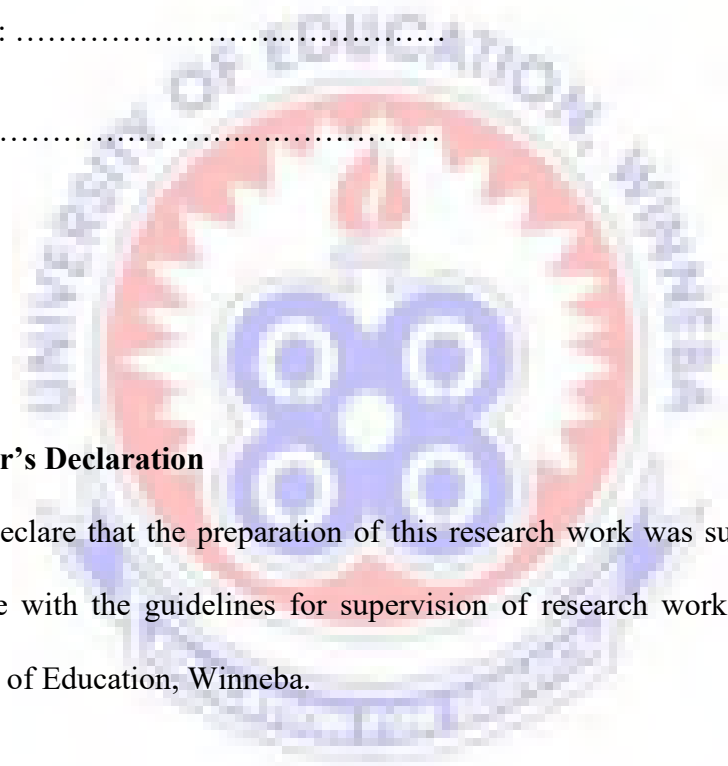 : ……………………...………………
……………………….…..……………
UNIVERSITY OF EDUCATION, WINNEBA
r’s Declaration
eclare that the preparation of this research work was su
e with the guidelines for supervision of research work
of Education, Winneba.